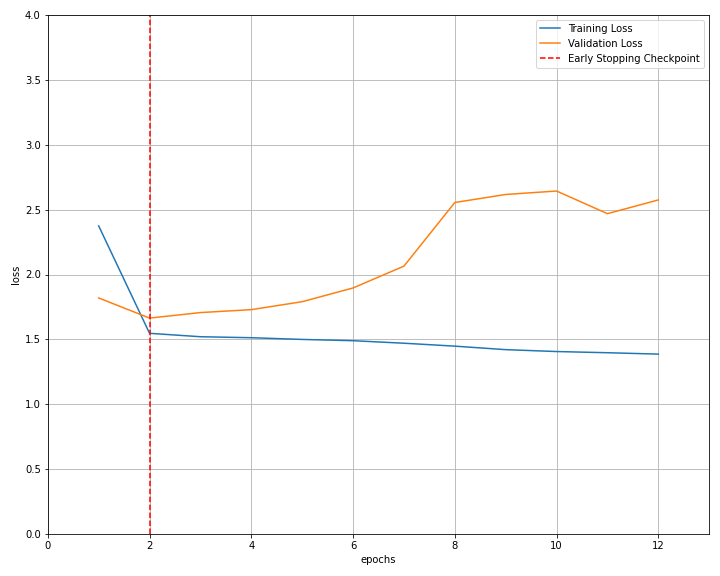 4.0
3.5
3.0
2.5
2.0
1.5
1.0
0.5
0.0
loss
0 2 4 6 8 10 12
epochs
Training Loss
Validation Loss
Early Stopping Checkpoint